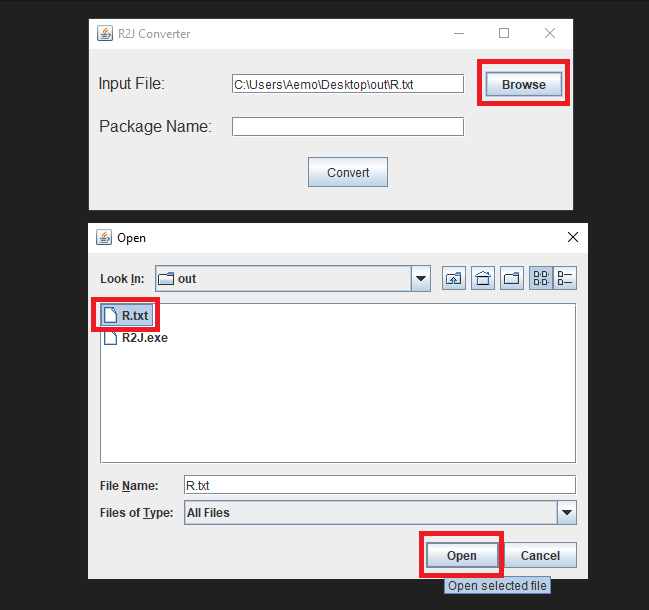 R2J Converter
Input File: C:\Users\Aemo\Desktop\out\R.txt Browse
Package Name:
Convert
Open
Look In: out
R.txt
R2J.exe
File Name: R.txt
Files of Type: All Files
Open Cancel
Open selected file